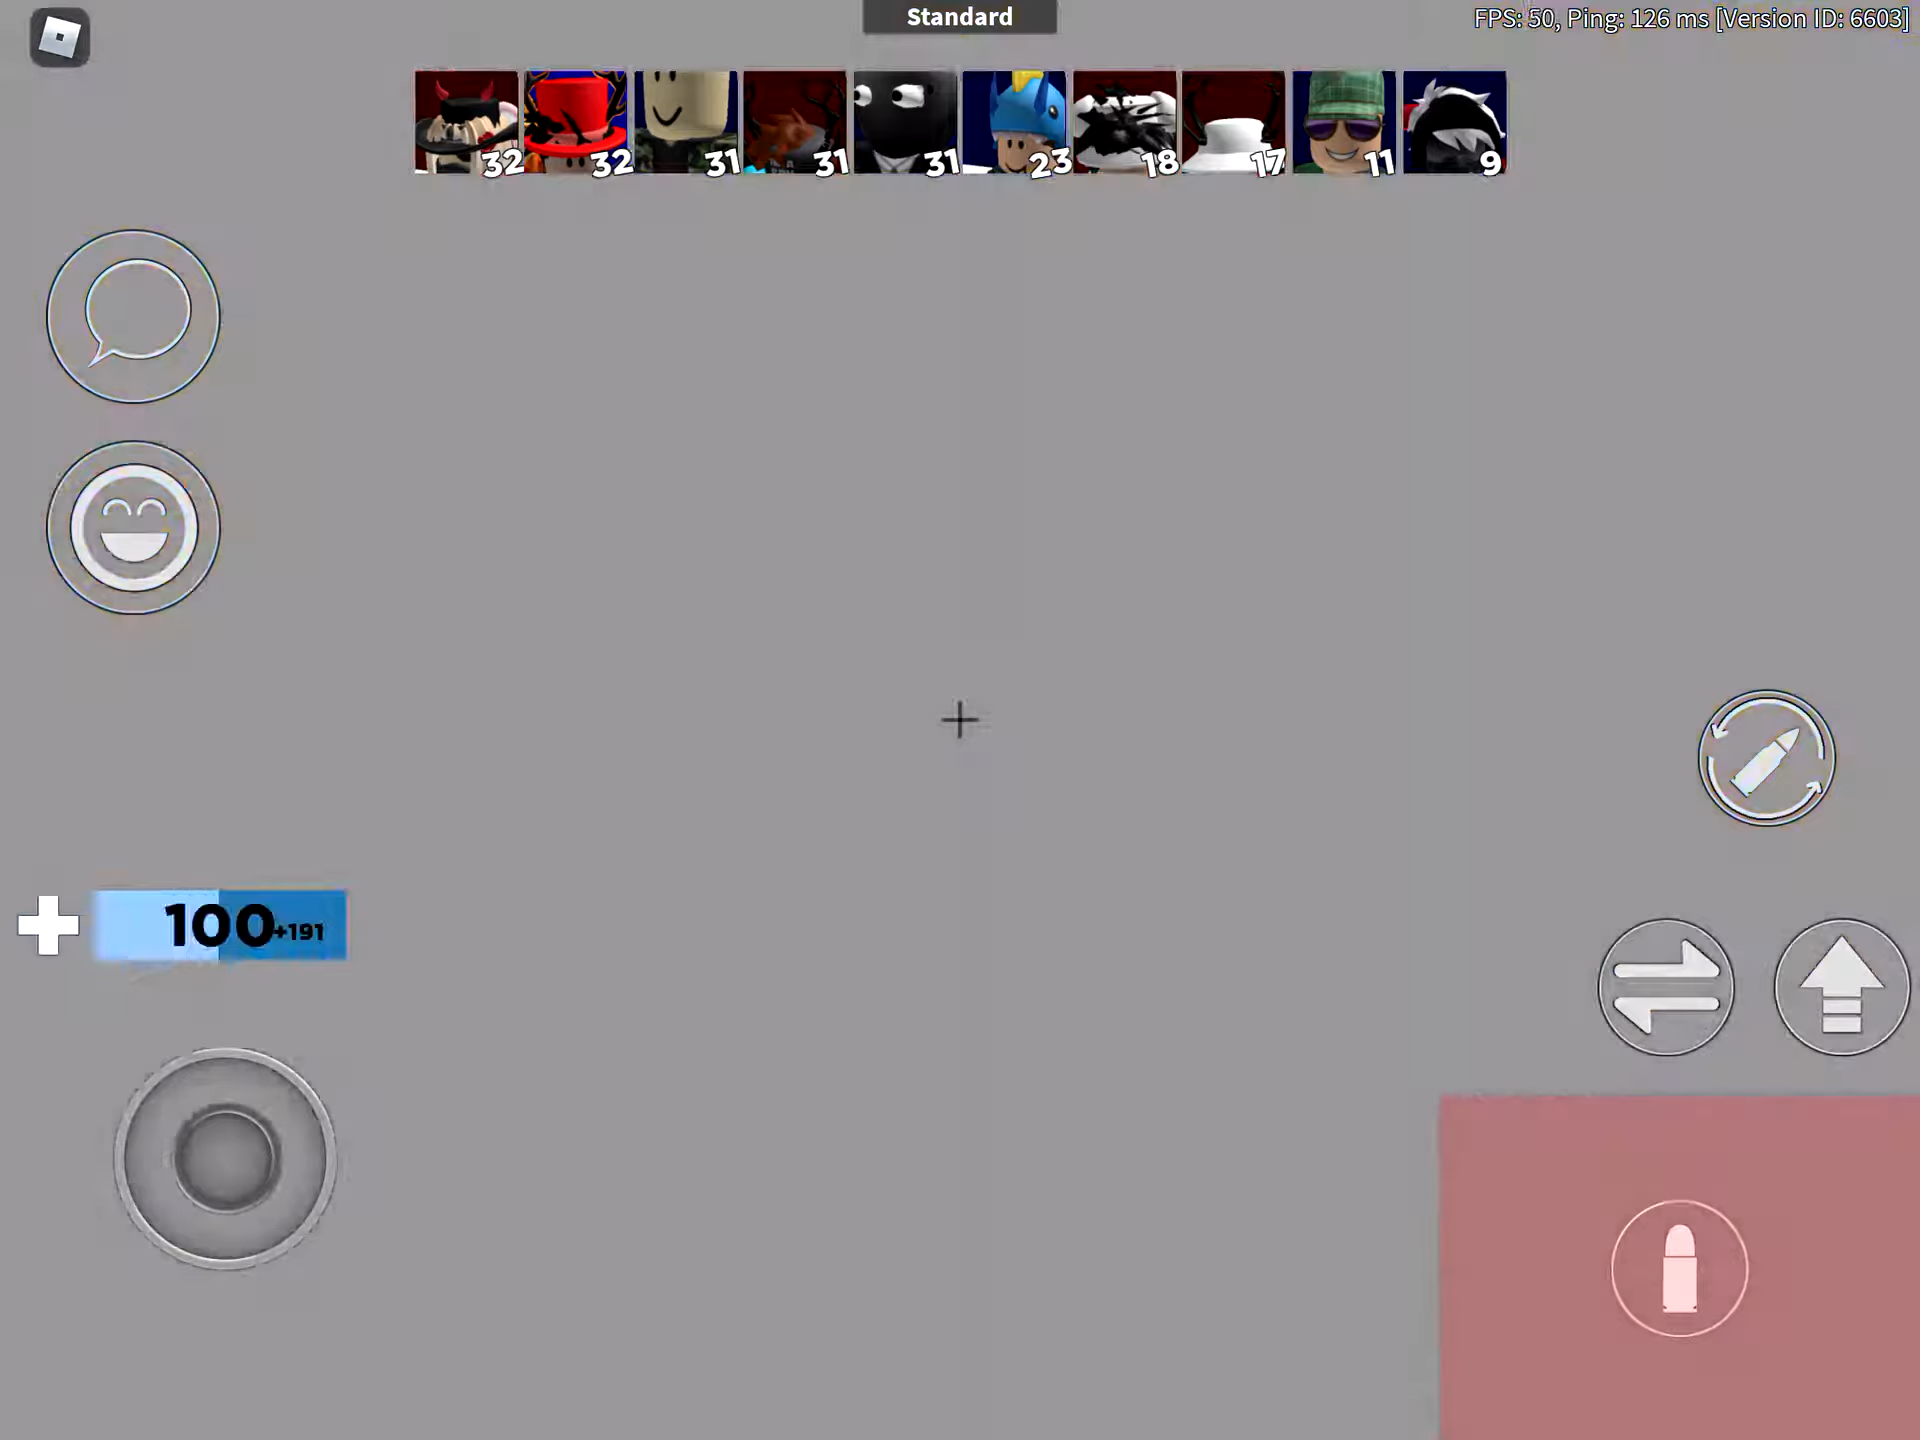 Standard
FPS: 50, Ping: 126 ms [Version ID: 6603]
32 32 31 31 31 23 18 17 11 9
100+191